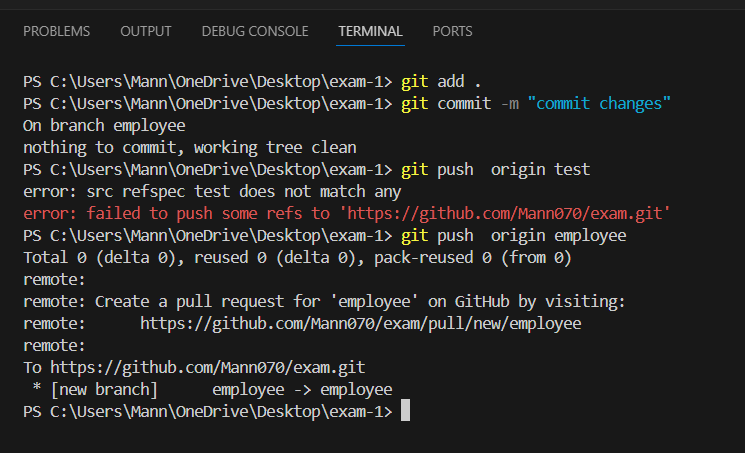 PROBLEMS OUTPUT DEBUG CONSOLE TERMINAL PORTS
PS C:\Users\Mann\OneDrive\Desktop\exam-1> git add .
PS C:\Users\Mann\OneDrive\Desktop\exam-1> git commit -m "commit changes"
On branch employee
nothing to commit, working tree clean
PS C:\Users\Mann\OneDrive\Desktop\exam-1> git push  origin test
error: src refspec test does not match any
error: failed to push some refs to 'https://github.com/Mann070/exam.git'
PS C:\Users\Mann\OneDrive\Desktop\exam-1> git push  origin employee
Total 0 (delta 0), reused 0 (delta 0), pack-reused 0 (from 0)
remote:
remote: Create a pull request for 'employee' on GitHub by visiting:
remote:      https://github.com/Mann070/exam/pull/new/employee
remote:
To https://github.com/Mann070/exam.git
 * [new branch]      employee -> employee
PS C:\Users\Mann\OneDrive\Desktop\exam-1>